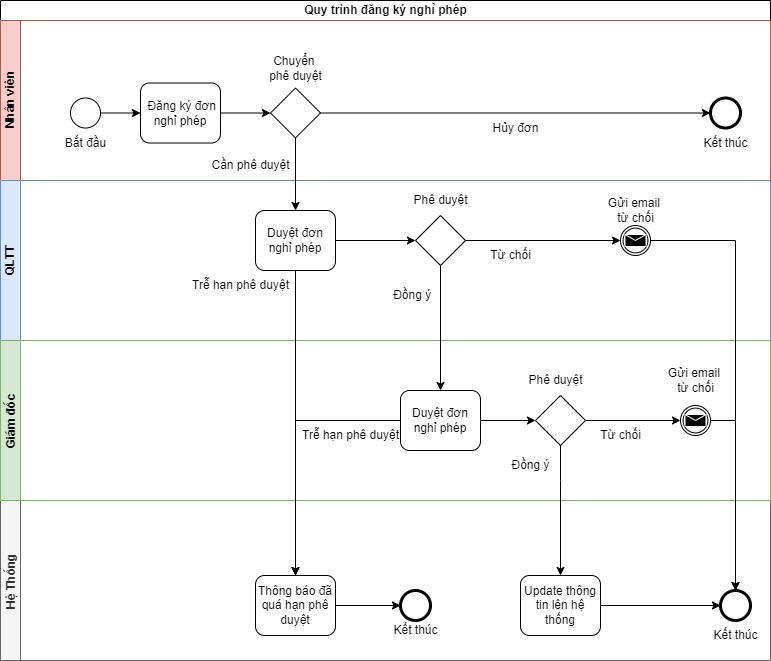 Quy trình đăng ký nghỉ phép
Nhân viên
Chuyển
phê duyệt
Đăng ký đơn
nghỉ phép
Bắt đầu
Hủy đơn
Kết thúc
Cần phê duyệt
QLTT
Duyệt đơn
nghỉ phép
Phê duyệt
Gửi email
từ chối
Từ chối
Trễ hạn phê duyệt
Đồng ý
Giám đốc
Phê duyệt
Gửi email
từ chối
Duyệt đơn
nghỉ phép
Trễ hạn phê duyệt
Từ chối
Đồng ý
Hệ Thống
Thông báo đã
quá hạn phê
duyệt
Kết thúc
Update thông
tin lên hệ
thống
Kết thúc